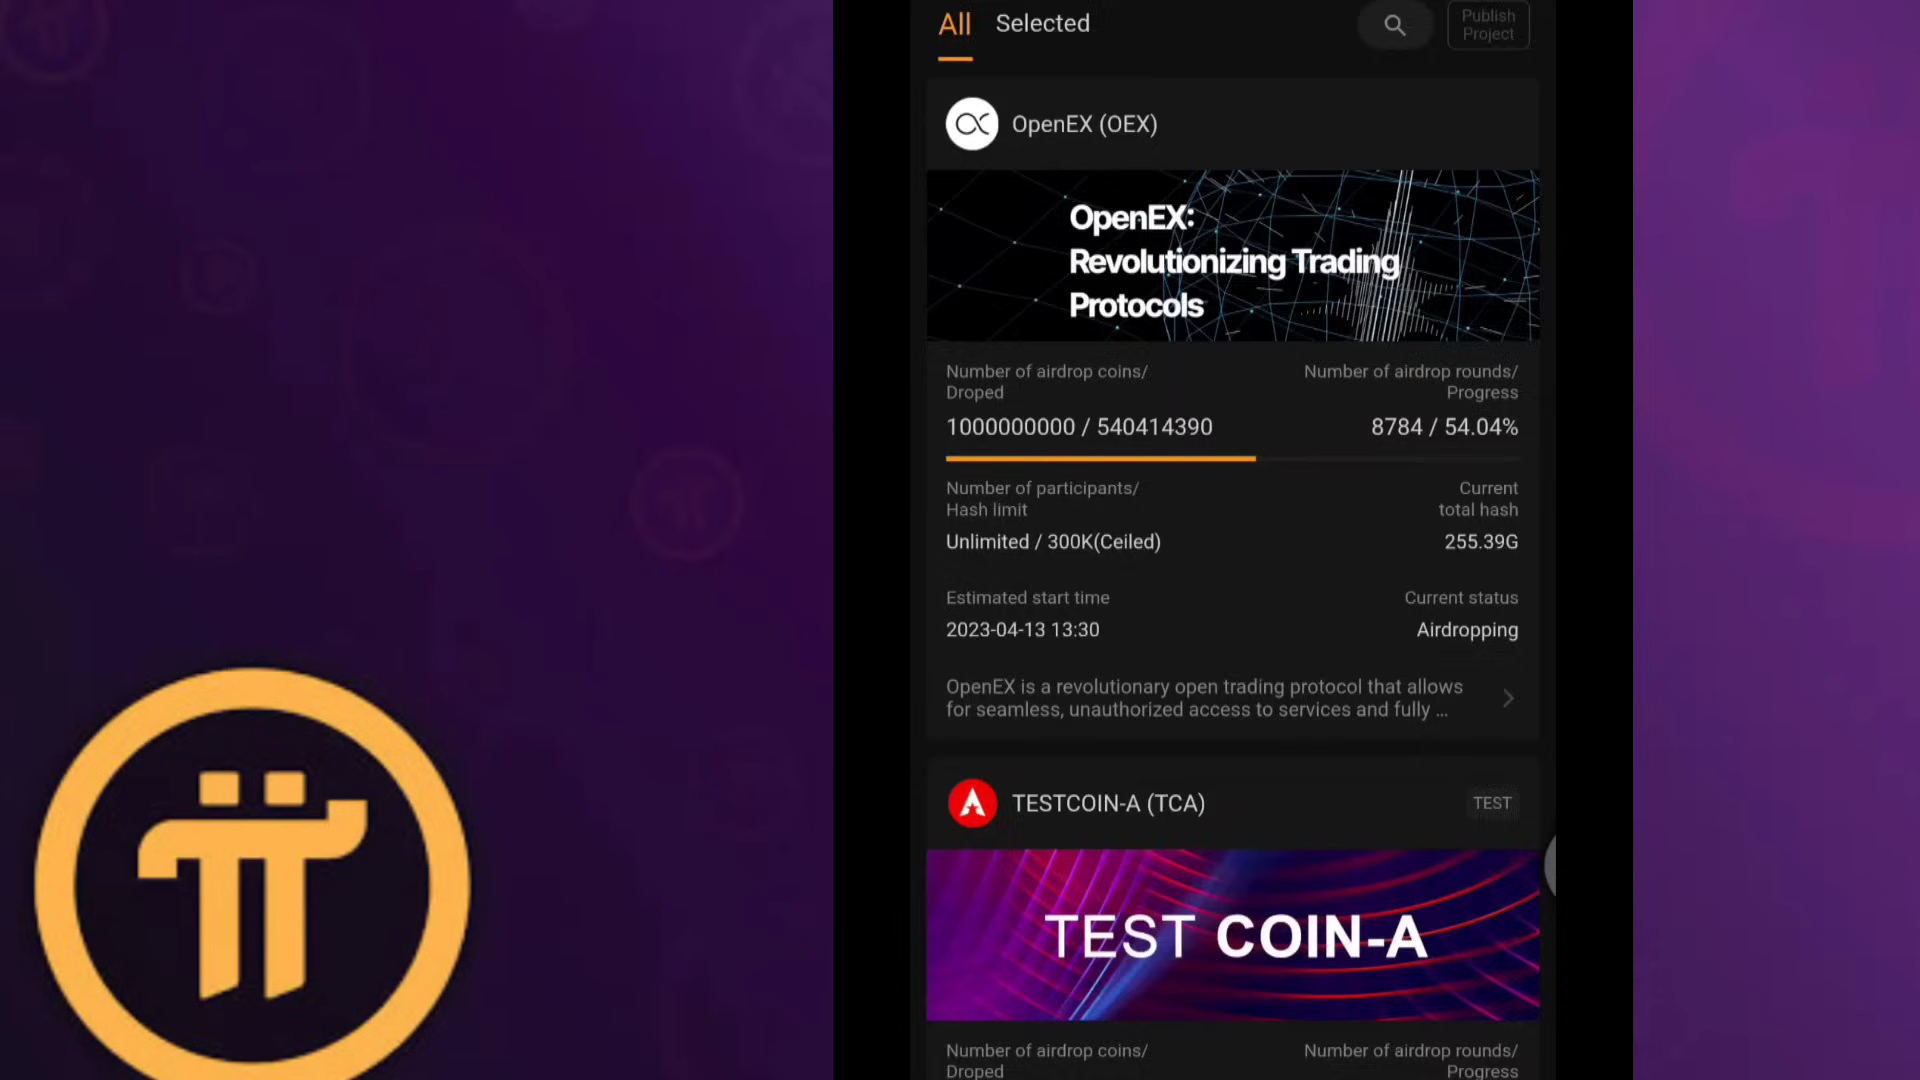 All Selected
Publish
Project
OpenEX (OEX)
OpenEX:
Revolutionizing Trading
Protocols
Number of airdrop coins/
Droped
Number of airdrop rounds/
Progress
1000000000 / 540414390
8784 / 54.04%
Number of participants/
Hash limit
Current
total hash
Unlimited / 300K(Ceiled)
255.39G
Estimated start time
Current status
2023-04-13 13:30
Airdropping
OpenEX is a revolutionary open trading protocol that allows
for seamless, unauthorized access to services and fully ...
TESTCOIN-A (TCA)
TEST
TEST COIN-A
Number of airdrop coins/
Droped
Number of airdrop rounds/
Progress